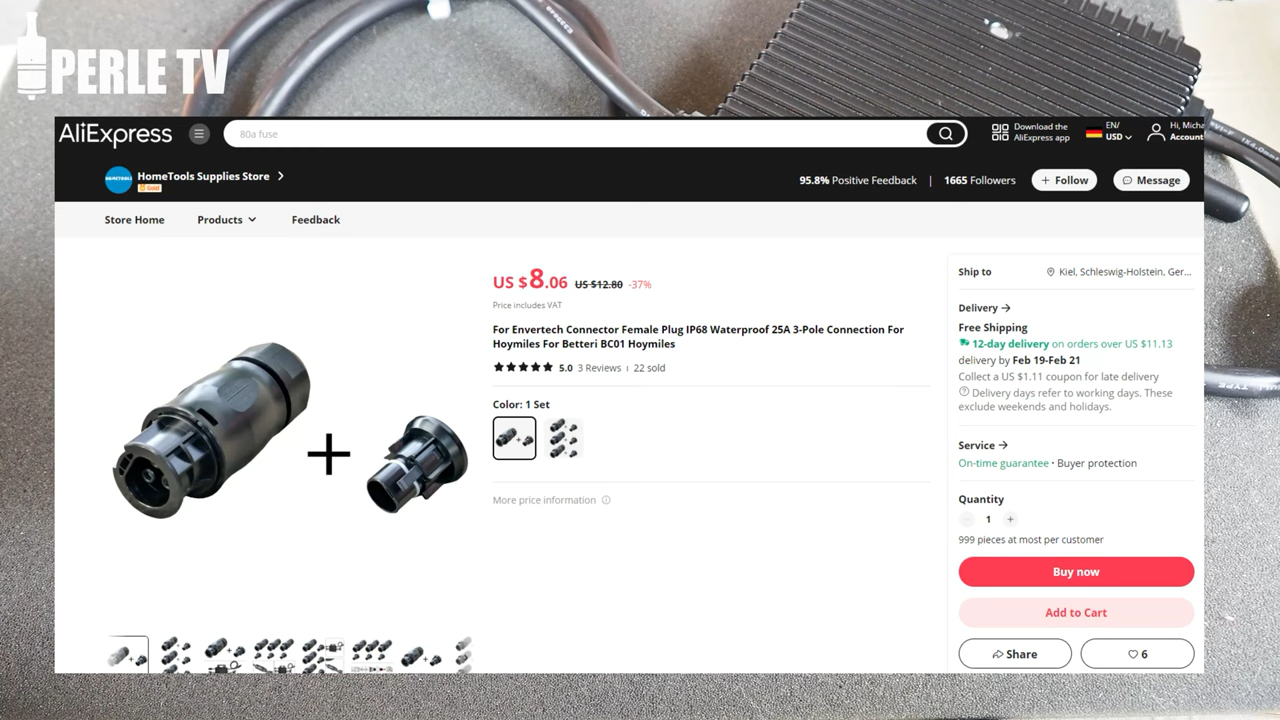 PERLE TV
AliExpress
80a fuse
Download the
AliExpress app
EN/
USD
Hi, Micha
Account
HOMETOOLS
HomeTools Supplies Store
Gold
95.8% Positive Feedback | 1665 Followers
+ Follow
Message
Store Home
Products
Feedback
US $8.06 US $12.80 -37%
Price includes VAT
For Envertech Connector Female Plug IP68 Waterproof 25A 3-Pole Connection For
Hoymiles For Betteri BC01 Hoymiles
5.0 3 Reviews 22 sold
Color: 1 Set
More price information
Ship to
Kiel, Schleswig-Holstein, Ger...
Delivery
Free Shipping
12-day delivery on orders over US $11.13
delivery by Feb 19-Feb 21
Collect a US $1.11 coupon for late delivery
Delivery days refer to working days. These
exclude weekends and holidays.
Service
On-time guarantee · Buyer protection
Quantity
- 1 +
999 pieces at most per customer
Buy now
Add to Cart
Share
6